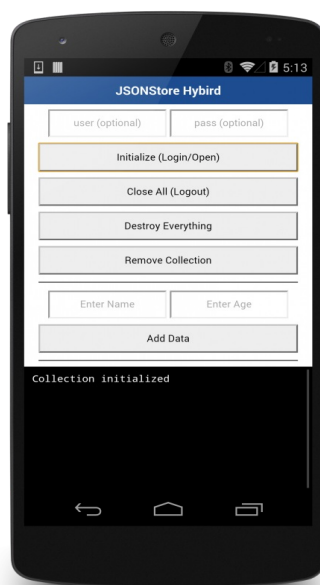 5:13
JSONStore Hybird
user (optional) pass (optional)
Initialize (Login/Open)
Close All (Logout)
Destroy Everything
Remove Collection
Enter Name Enter Age
Add Data
Collection initialized